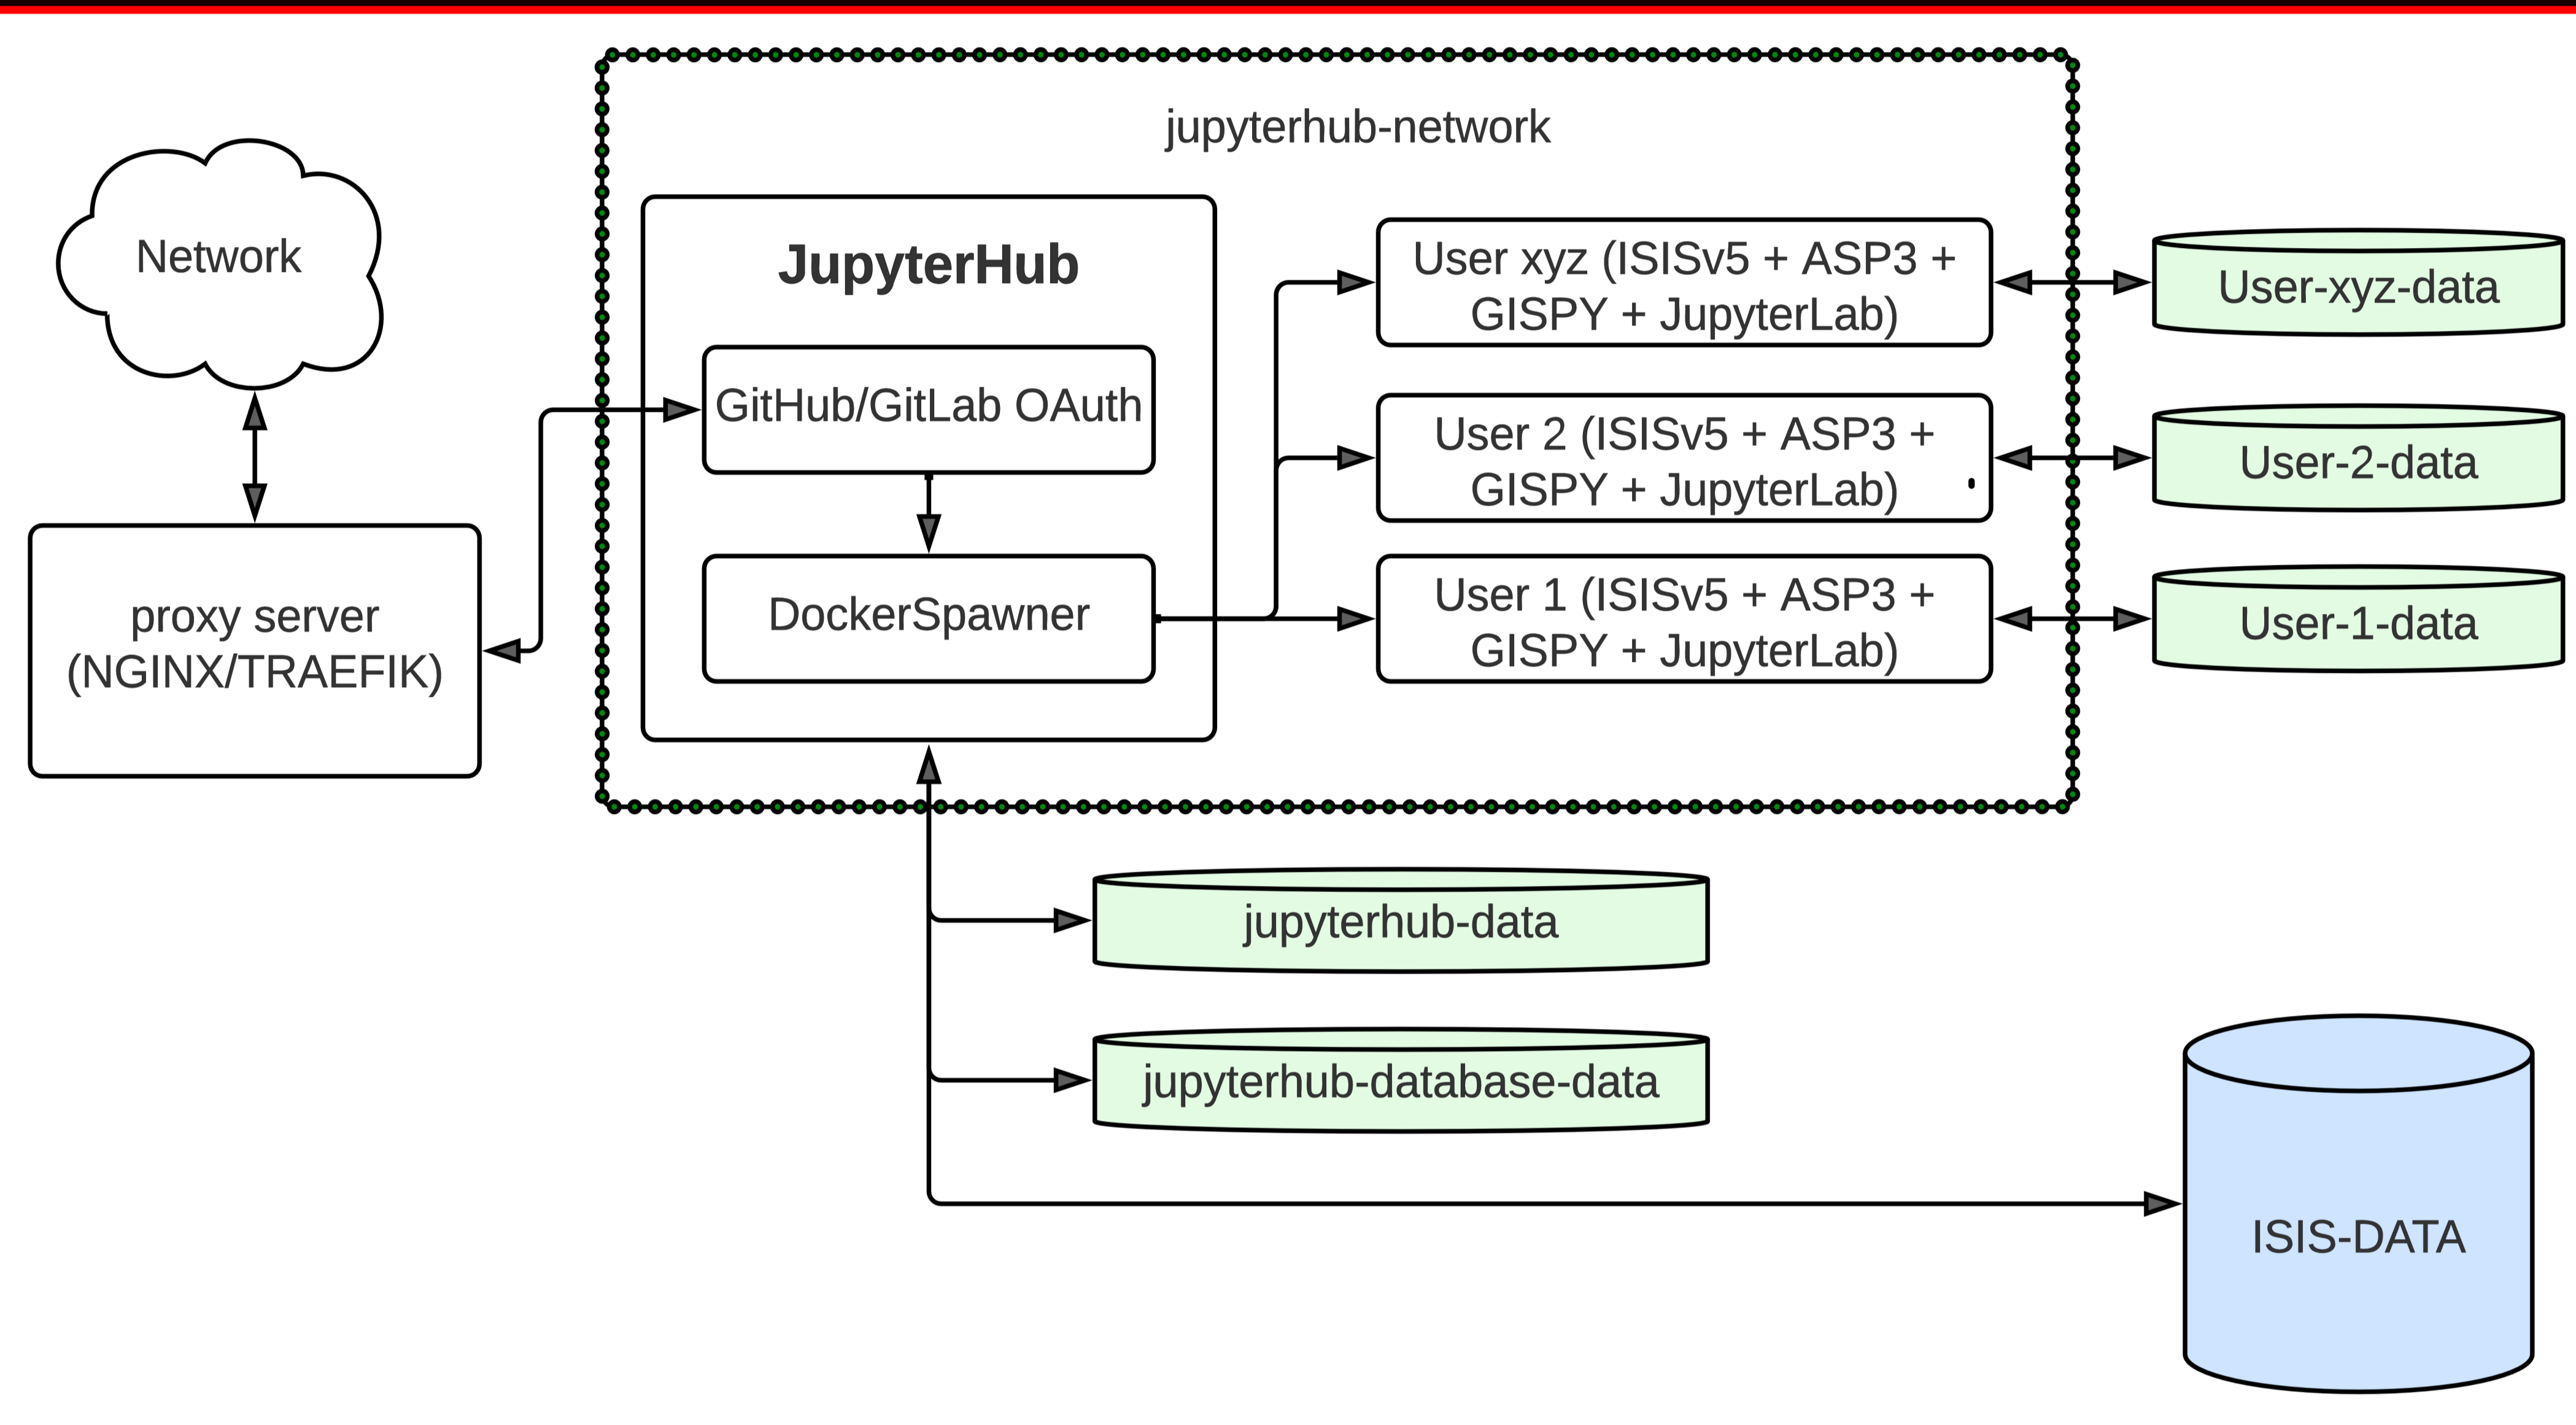 jupyterhub-network
Network
JupyterHub
GitHub/GitLab OAuth
DockerSpawner
proxy server
(NGINX/TRAEFIK)
User xyz (ISISv5 + ASP3 +
GISPY + JupyterLab)
User 2 (ISISv5 + ASP3 +
GISPY + JupyterLab)
User 1 (ISISv5 + ASP3 +
GISPY + JupyterLab)
User-xyz-data
User-2-data
User-1-data
jupyterhub-data
jupyterhub-database-data
ISIS-DATA